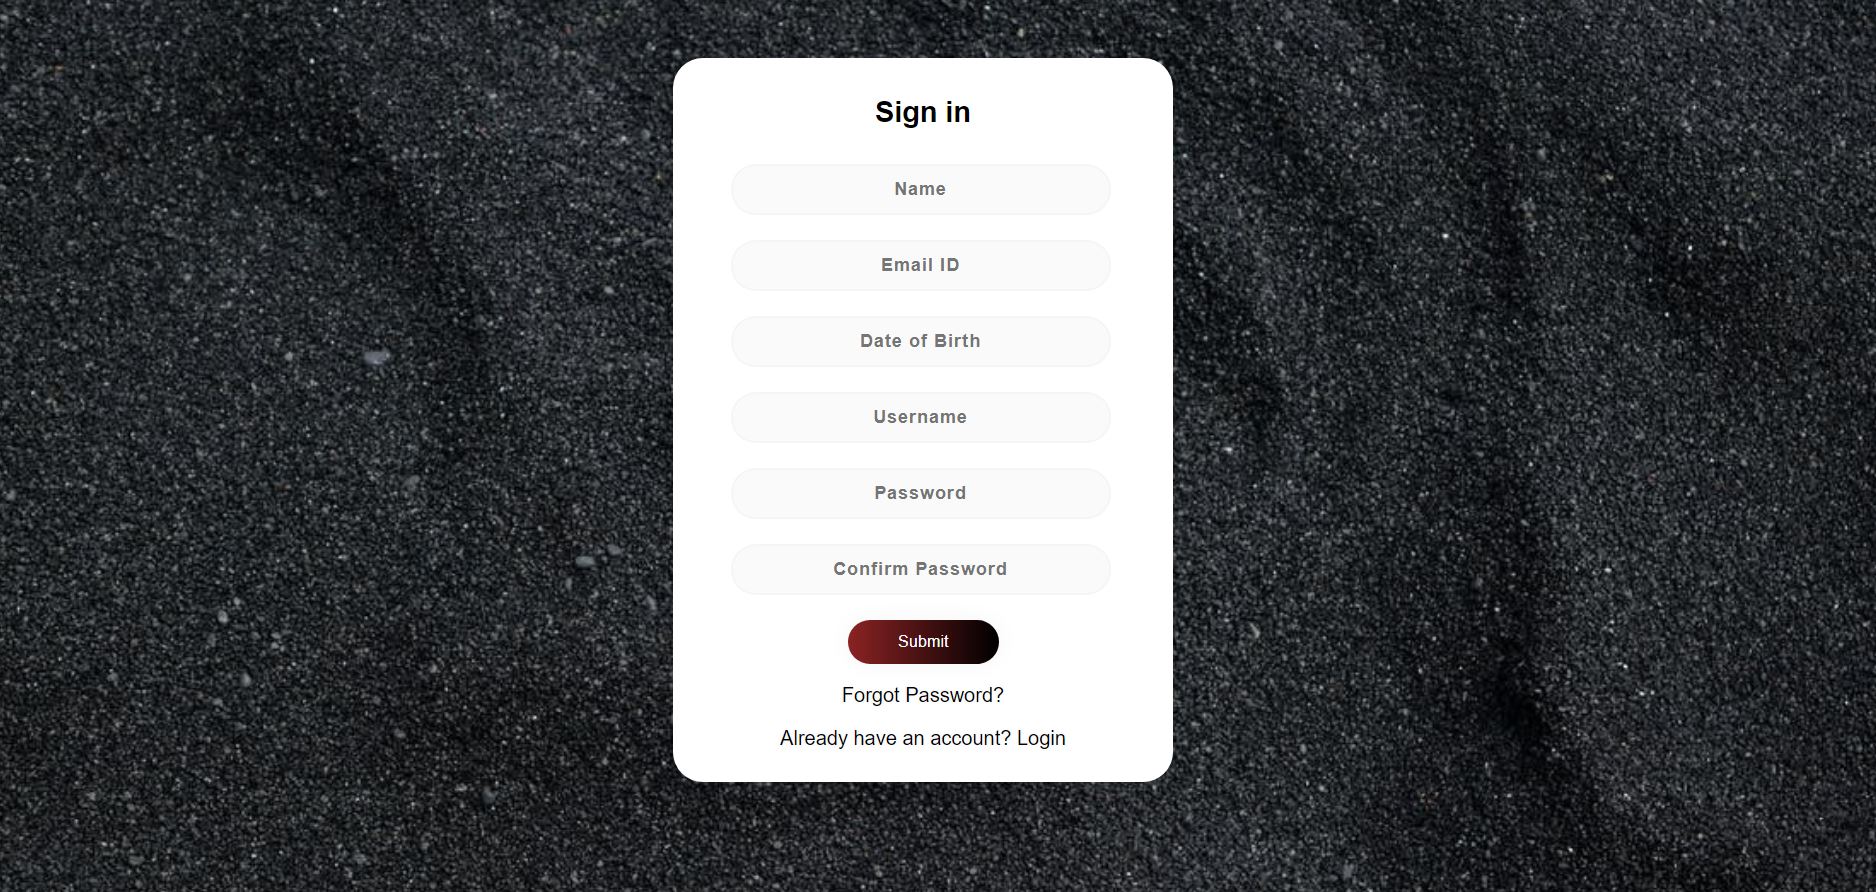 Sign in
Name
Email ID
Date of Birth
Username
Password
Confirm Password
Submit
Forgot Password?
Already have an account? Login